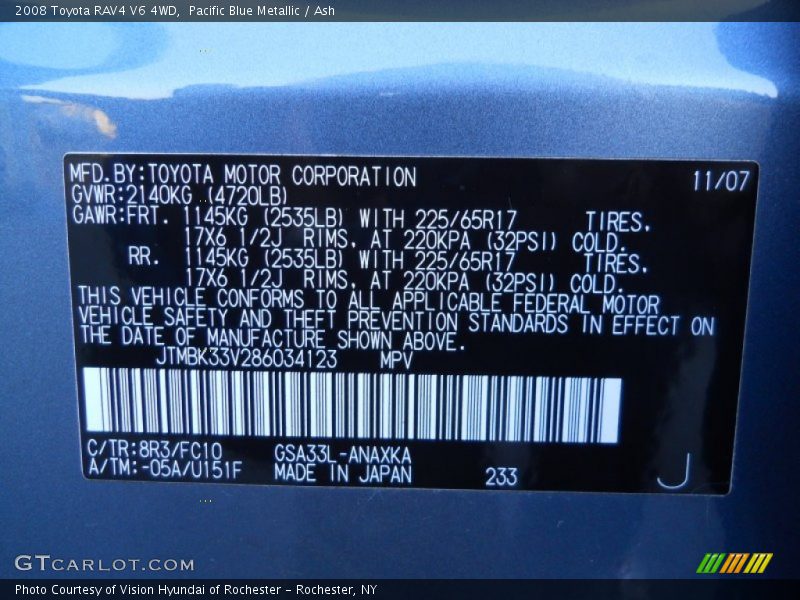 2008 Toyota RAV4 V6 4WD, Pacific Blue Metallic / Ash
MFD.BY:TOYOTA MOTOR CORPORATION 11/07
GVWR:2140KG (4720LB)
GAWR:FRT. 1145KG (2535LB) WITH 225/65R17 TIRES.
17X6 1/2J RIMS, AT 220KPA (32PSI) COLD.
RR. 1145KG (2535LB) WITH 225/65R17 TIRES.
17X6 1/2J RIMS, AT 220KPA (32PSI) COLD.
THIS VEHICLE CONFORMS TO ALL APPLICABLE FEDERAL MOTOR
VEHICLE SAFETY AND THEFT PREVENTION STANDARDS IN EFFECT ON
THE DATE OF MANUFACTURE SHOWN ABOVE.
JTMBK33V286034123 MPV
C/TR:8R3/FC10 GSA33L-ANAXKA
A/TM:-05A/U151F MADE IN JAPAN 233 J
GTCARLOT.COM
Photo Courtesy of Vision Hyundai of Rochester - Rochester, NY